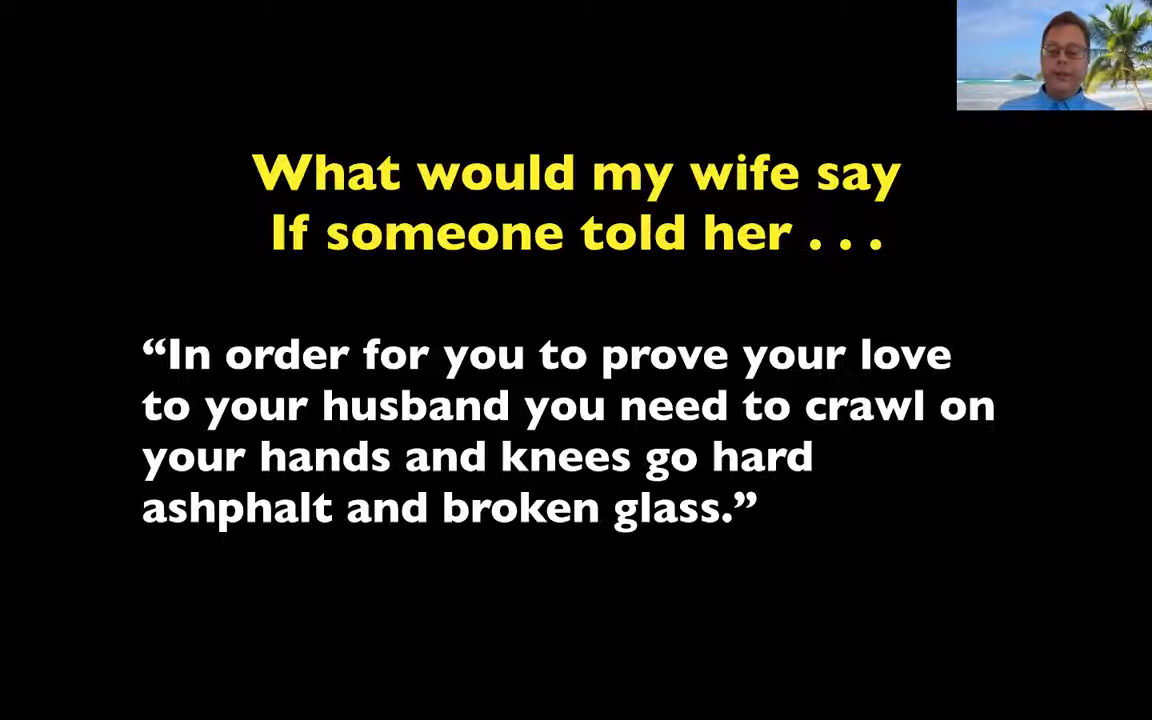 What would my wife say
If someone told her . . .
“In order for you to prove your love
to your husband you need to crawl on
your hands and knees go hard
ashphalt and broken glass.”